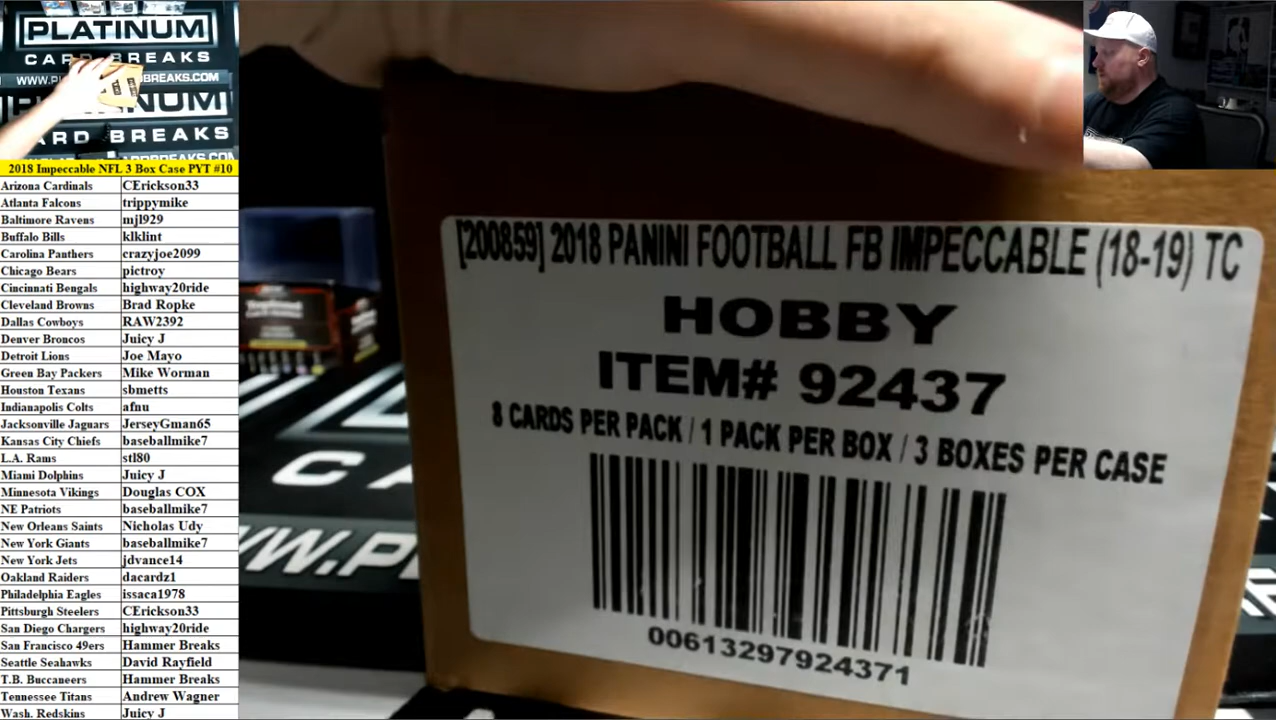 PLATINUM
CARD BREAKS
2018 Impeccable NFL 3 Box Case PYT #10
Arizona Cardinals CErickson33
Atlanta Falcons trippymike
Baltimore Ravens mjl929
Buffalo Bills klklint
Carolina Panthers crazyjoe2099
Chicago Bears pictroy
Cincinnati Bengals highway20ride
Cleveland Browns Brad Ropke
Dallas Cowboys RAW2392
Denver Broncos Juicy J
Detroit Lions Joe Mayo
Green Bay Packers Mike Worman
Houston Texans sbmetts
Indianapolis Colts afnu
Jacksonville Jaguars JerseyGman65
Kansas City Chiefs baseballmike7
L.A. Rams stl80
Miami Dolphins Juicy J
Minnesota Vikings Douglas COX
NE Patriots baseballmike7
New Orleans Saints Nicholas Udy
New York Giants baseballmike7
New York Jets jdvance14
Oakland Raiders dacardz1
Philadelphia Eagles issaca1978
Pittsburgh Steelers CErickson33
San Diego Chargers highway20ride
San Francisco 49ers Hammer Breaks
Seattle Seahawks David Rayfield
T.B. Buccaneers Hammer Breaks
Tennessee Titans Andrew Wagner
Wash. Redskins Juicy J
[200859] 2018 PANINI FOOTBALL FB IMPECCABLE (18-19) TC
HOBBY
ITEM# 92437
8 CARDS PER PACK / 1 PACK PER BOX / 3 BOXES PER CASE
00613297924371